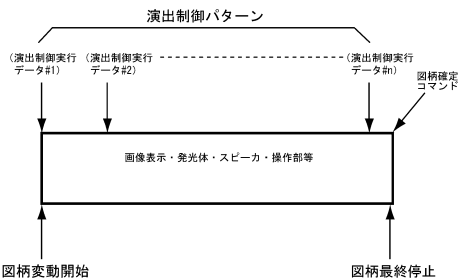 演出制御パターン
(演出制御実行
データ#1)
(演出制御実行
データ#2)
(演出制御実行
データ#n)
図柄確定
コマンド
画像表示・発光体・スピーカ・操作部等
図柄変動開始
図柄最終停止